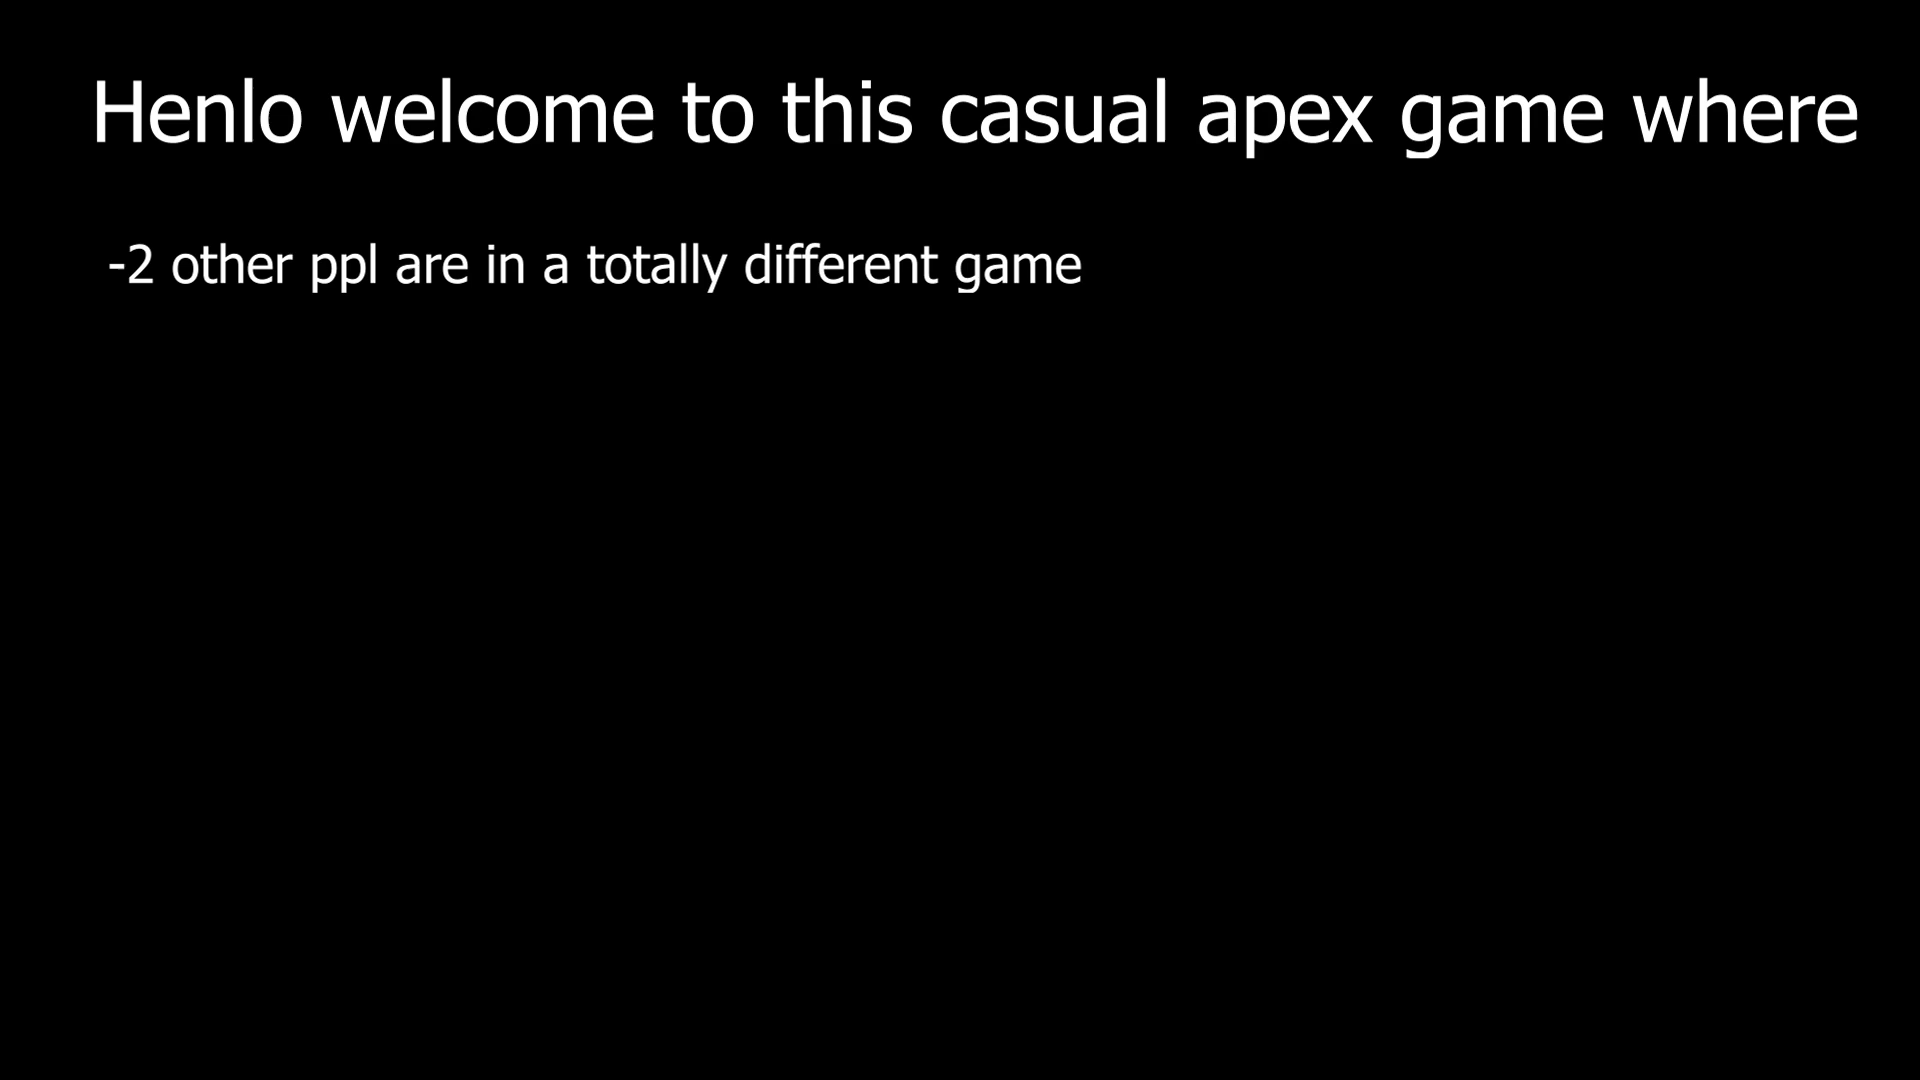 Henlo welcome to this casual apex game where
-2 other ppl are in a totally different game